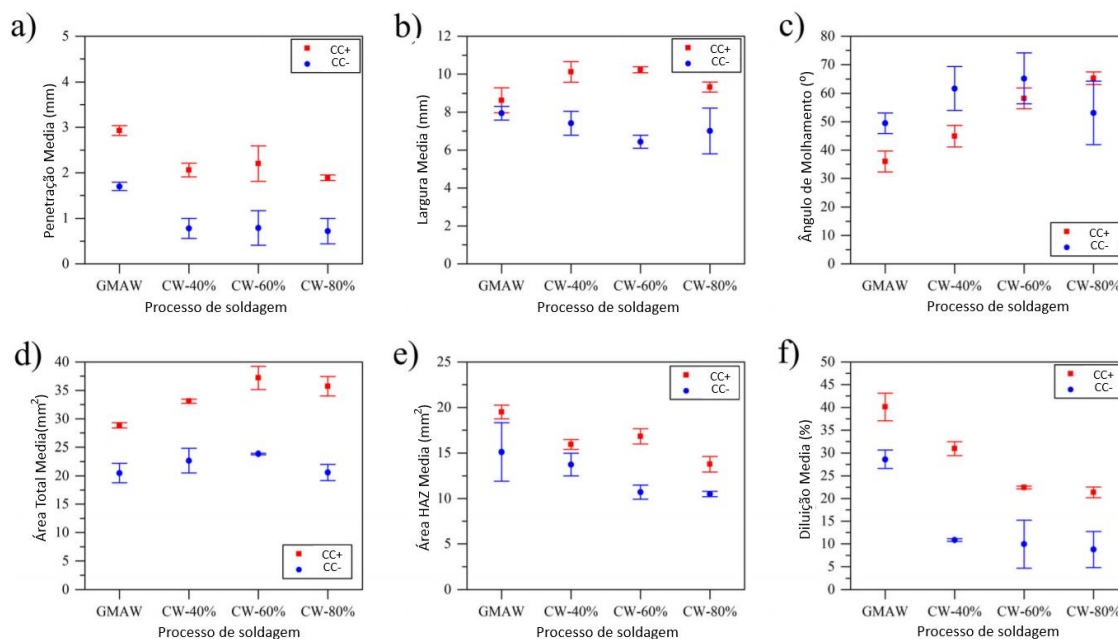 a)
Penetração Media (mm)
5
4
3
2
1
0
CC+
CC-
GMAW CW-40% CW-60% CW-80%
Processo de soldagem
b)
Largura Media (mm)
12
10
8
6
4
2
0
CC+
CC-
GMAW CW-40% CW-60% CW-80%
Processo de soldagem
c)
Ângulo de Molhamento (º)
80
70
60
50
40
30
20
10
0
CC+
CC-
GMAW CW-40% CW-60% CW-80%
Processo de soldagem
d)
Área Total Media(mm²)
40
35
30
25
20
15
10
5
0
CC+
CC-
GMAW CW-40% CW-60% CW-80%
Processo de soldagem
e)
Área HAZ Media (mm²)
25
20
15
10
5
0
CC+
CC-
GMAW CW-40% CW-60% CW-80%
Processo de soldagem
f)
Diluição Media (%)
50
45
40
35
30
25
20
15
10
5
0
CC+
CC-
GMAW CW-40% CW-60% CW-80%
Processo de soldagem